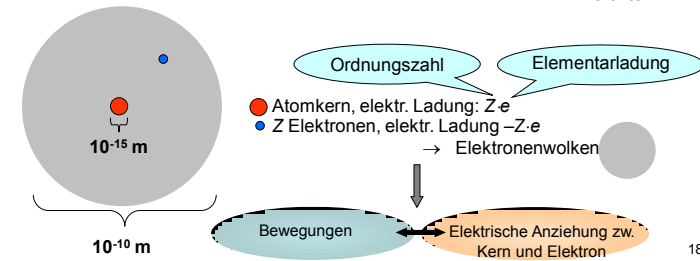 Ordnungszahl
Elementarladung
Atomkern, elektr. Ladung: Z·e
Z Elektronen, elektr. Ladung –Z·e
→ Elektronenwolken
10⁻¹⁵ m
10⁻¹⁰ m
Bewegungen
Elektrische Anziehung zw.
Kern und Elektron
18